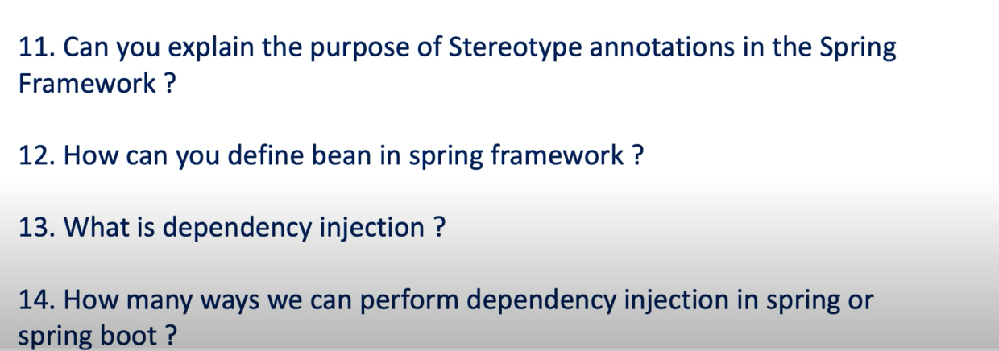 11. Can you explain the purpose of Stereotype annotations in the Spring
Framework ?
12. How can you define bean in spring framework ?
13. What is dependency injection ?
14. How many ways we can perform dependency injection in spring or
spring boot ?